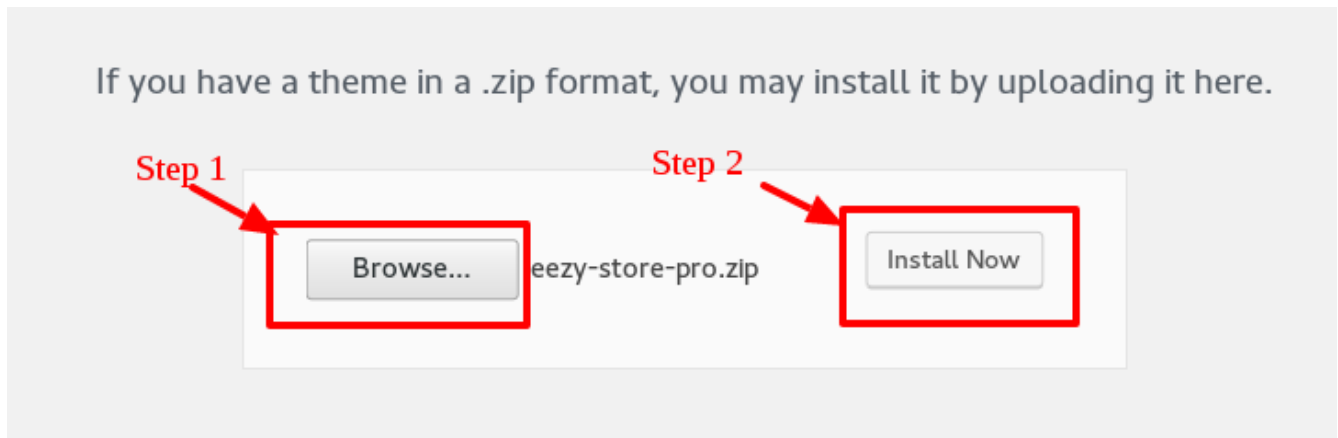 If you have a theme in a .zip format, you may install it by uploading it here.
Step 1
Step 2
Browse...
eezy-store-pro.zip
Install Now